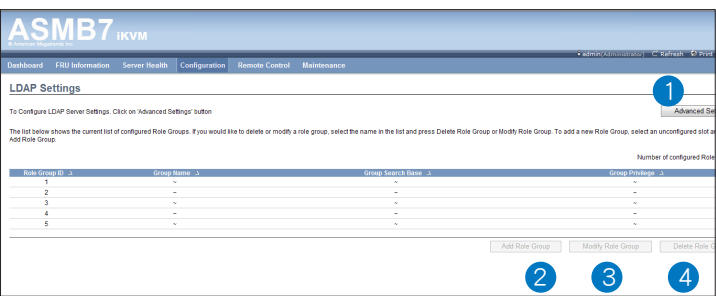 ASMB7 iKVM
© American Megatrends Inc.
• admin(Administrator) Refresh Print
Dashboard FRU Information Server Health Configuration Remote Control Maintenance
LDAP Settings
1
To Configure LDAP Server Settings, Click on 'Advanced Settings' button
Advanced Set
The list below shows the current list of configured Role Groups. If you would like to delete or modify a role group, select the name in the list and press Delete Role Group or Modify Role Group. To add a new Role Group, select an unconfigured slot a
Add Role Group.
Number of configured Role
Role Group ID Group Name Group Search Base Group Privilege
1 ~ ~ ~
2 ~ ~ ~
3 ~ ~ ~
4 ~ ~ ~
5 ~ ~ ~
Add Role Group Modify Role Group Delete Role G
2 3 4